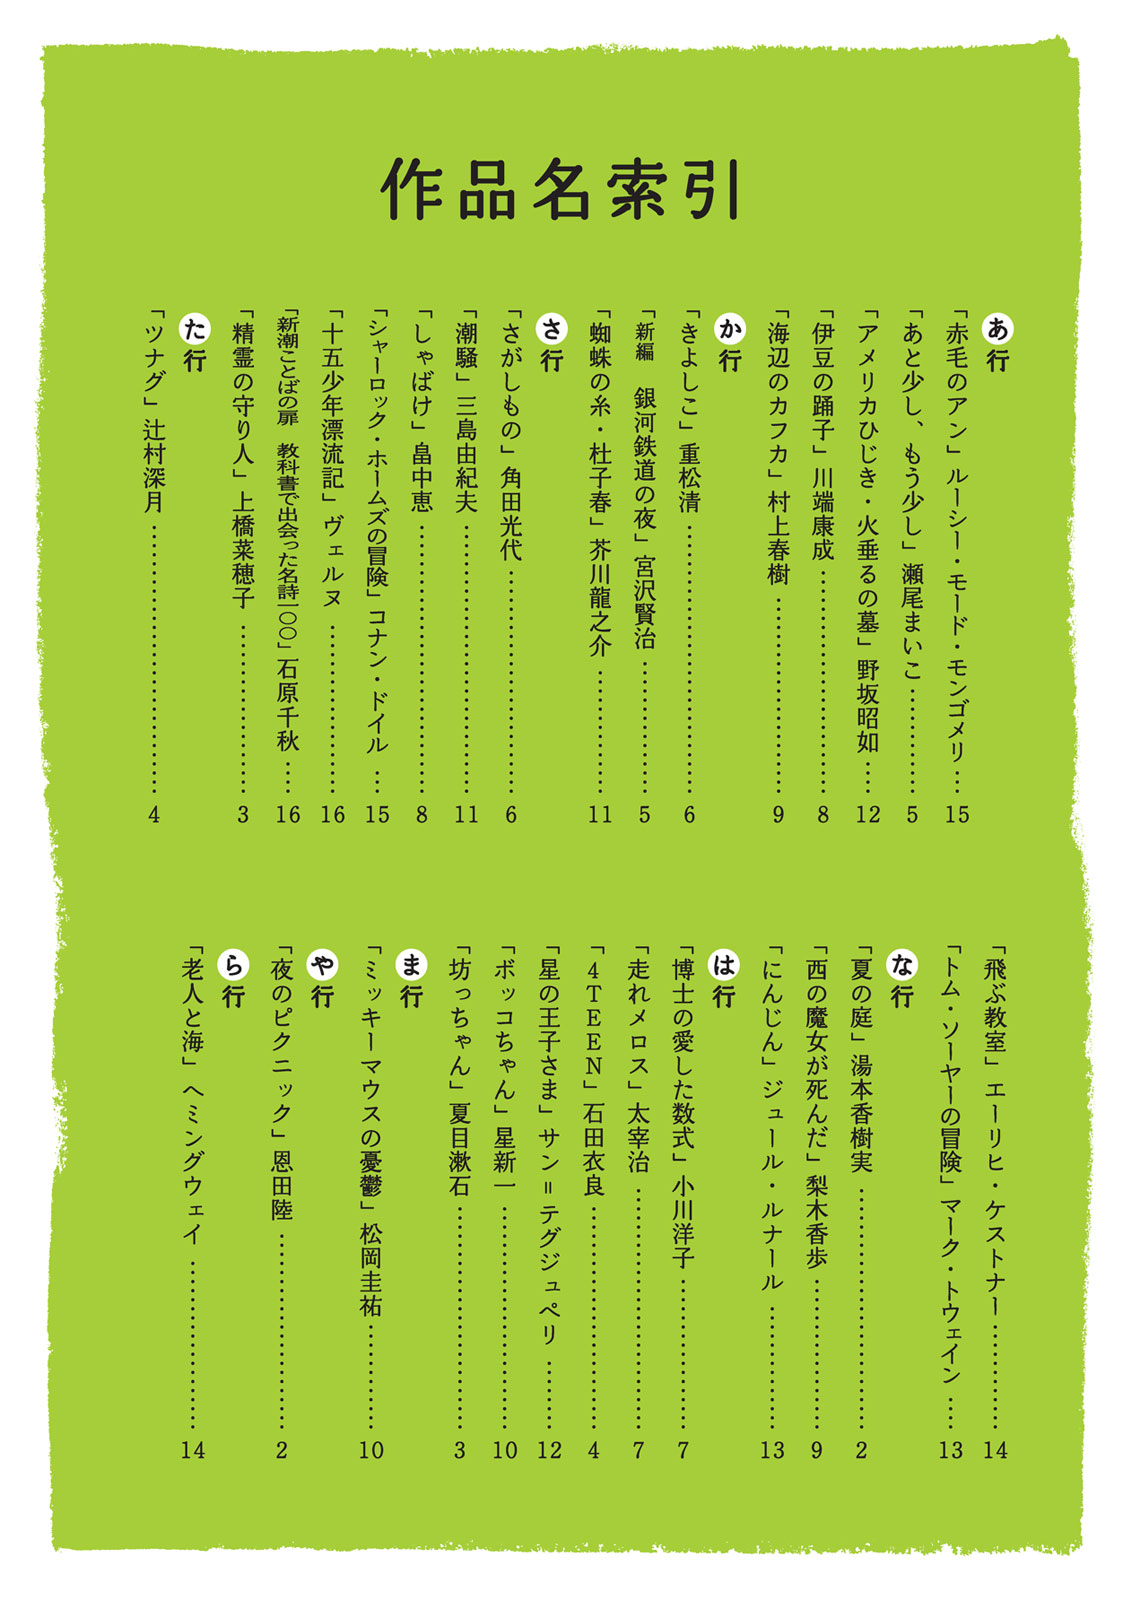 作品名索引
あ行
「赤毛のアン」ルーシー・モード・モンゴメリ…15
「あと少し、もう少し」瀬尾まいこ…………5
「アメリカひじき・火垂るの墓」野坂昭如……12
「伊豆の踊子」川端康成…………………………8
「海辺のカフカ」村上春樹………………………9
か行
「きよしこ」重松清………………………………6
「新編 銀河鉄道の夜」宮沢賢治………………5
「蜘蛛の糸・杜子春」芥川龍之介………………11
さ行
「さがしもの」角田光代…………………………6
「潮騒」三島由紀夫………………………………11
「しゃばけ」畠中恵………………………………8
「シャーロック・ホームズの冒険」コナン・ドイル…15
「十五少年漂流記」ヴェルヌ……………………16
「新潮ことばの扉 教科書で出会った名詩一〇〇」石原千秋……16
「精霊の守り人」上橋菜穂子……………………3
た行
「ツナグ」辻村深月………………………………4
「飛ぶ教室」エーリヒ・ケストナー……………14
「トム・ソーヤーの冒険」マーク・トウェイン……13
な行
「夏の庭」湯本香樹実……………………………2
「西の魔女が死んだ」梨木香歩…………………9
「にんじん」ジュール・ルナール………………13
は行
「博士の愛した数式」小川洋子…………………7
「走れメロス」太宰治……………………………7
「4TEEN」石田衣良……………………………4
「星の王子さま」サン＝テグジュペリ…………12
「ボッコちゃん」星新一…………………………10
「坊っちゃん」夏目漱石…………………………3
ま行
「ミッキーマウスの憂鬱」松岡圭祐……………10
や行
「夜のピクニック」恩田陸………………………2
ら行
「老人と海」ヘミングウェイ……………………14